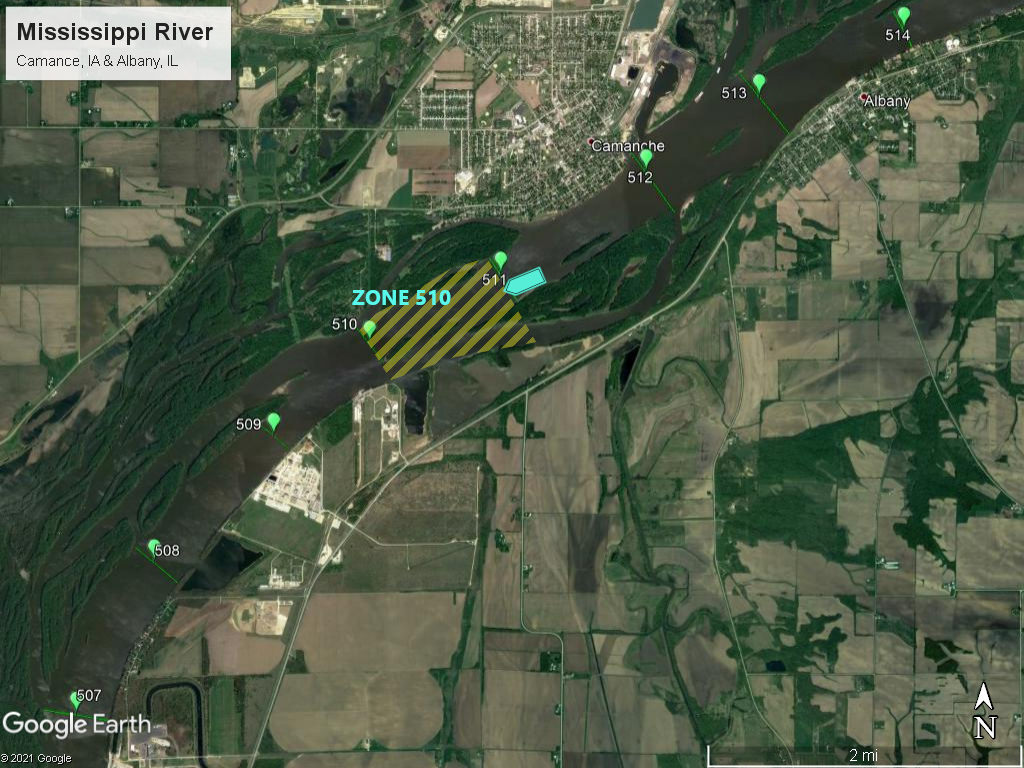 Mississippi River
Camance, IA & Albany, IL
514
513
Albany
Camanche
512
511
ZONE 510
510
509
508
507
Google Earth
© 2021 Google
2 mi
N